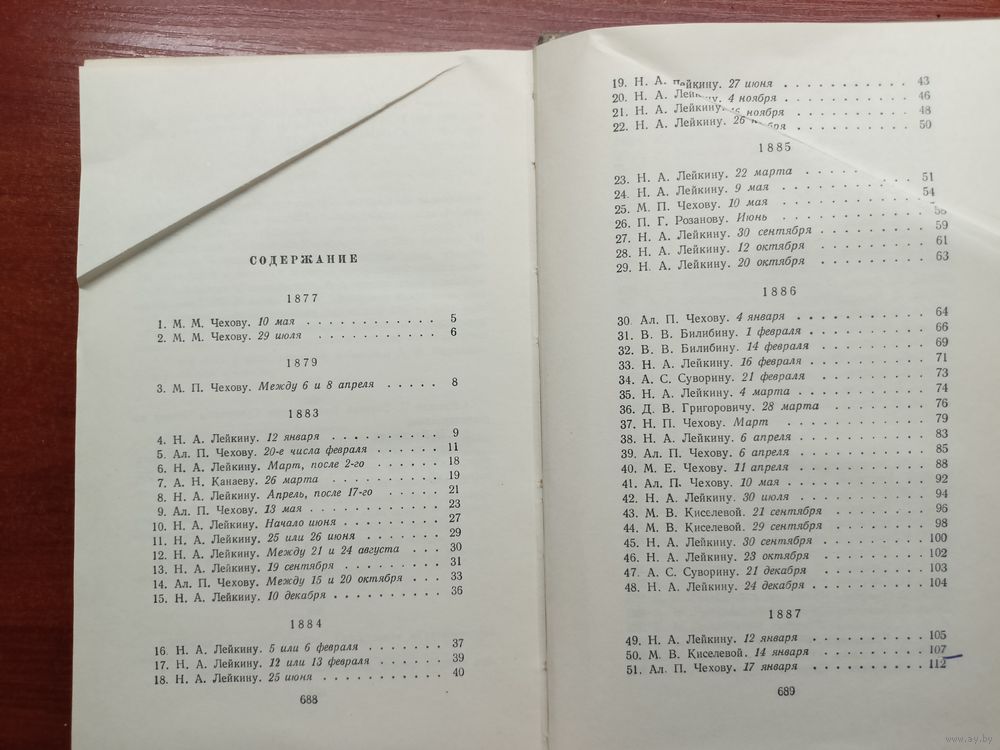 СОДЕРЖАНИЕ
1877
1. М. М. Чехову. 10 мая . . . . . . . . . . . . 5
2. М. М. Чехову. 29 июля . . . . . . . . . . . 6
1879
3. М. П. Чехову. Между 6 и 8 апреля . . . . . 8
1883
4. Н. А. Лейкину. 12 января . . . . . . . . . . 9
5. Ал. П. Чехову. 20-е числа февраля . . . . . . 11
6. Н. А. Лейкину. Март, после 2-го . . . . . . . 18
7. А. Н. Канаеву. 26 марта . . . . . . . . . . 19
8. Н. А. Лейкину. Апрель, после 17-го . . . . . . 21
9. Ал. П. Чехову. 13 мая . . . . . . . . . . . 23
10. Н. А. Лейкину. Начало июня . . . . . . . . . 27
11. Н. А. Лейкину. 25 или 26 июня . . . . . . . . 29
12. Н. А. Лейкину. Между 21 и 24 августа . . . . 30
13. Н. А. Лейкину. 19 сентября . . . . . . . . . 31
14. Ал. П. Чехову. Между 15 и 20 октября . . . . 33
15. Н. А. Лейкину. 10 декабря . . . . . . . . . . 36
1884
16. Н. А. Лейкину. 5 или 6 февраля . . . . . . . 37
17. Н. А. Лейкину. 12 или 13 февраля . . . . . . 39
18. Н. А. Лейкину. 25 июня . . . . . . . . . . . 40
688
19. Н. А. Лейкину. 27 июня . . . . . . . . . . 43
20. Н. А. 4 ноября . . . . . . . . . . 46
21. Н. А. Лейкину. ноября . . . . . . . . . 48
22. Н. А. Лейкину. 26 . . . . . . . . . 50
1885
23. Н. А. Лейкину. 22 марта . . . . . . . . . . 51
24. Н. А. Лейкину. 9 мая . . . . . . . . . . . 54
25. М. П. Чехову. 10 мая . . . . . . . . . . .
26. П. Г. Розанову. Июнь . . . . . . . . . . . 58
27. Н. А. Лейкину. 30 сентября . . . . . . . . . 59
28. Н. А. Лейкину. 12 октября . . . . . . . . . 61
29. Н. А. Лейкину. 20 октября . . . . . . . . . 63
1886
30. Ал. П. Чехову. 4 января . . . . . . . . . . 64
31. В. В. Билибину. 1 февраля . . . . . . . . . 66
32. В. В. Билибину. 14 февраля . . . . . . . . . 69
33. Н. А. Лейкину. 16 февраля . . . . . . . . . 71
34. А. С. Суворину. 21 февраля . . . . . . . . . 73
35. Н. А. Лейкину. 4 марта . . . . . . . . . . 74
36. Д. В. Григоровичу. 28 марта . . . . . . . . 76
37. Н. П. Чехову. Март . . . . . . . . . . . 79
38. Н. А. Лейкину. 6 апреля . . . . . . . . . . 83
39. Ал. П. Чехову. 6 апреля . . . . . . . . . . 85
40. М. Е. Чехову. 11 апреля . . . . . . . . . . 88
41. Ал. П. Чехову. 10 мая . . . . . . . . . . . 92
42. Н. А. Лейкину. 30 июля . . . . . . . . . . 94
43. М. В. Киселевой. 21 сентября . . . . . . . . 96
44. М. В. Киселевой. 29 сентября . . . . . . . . 98
45. Н. А. Лейкину. 30 сентября . . . . . . . . . 100
46. Н. А. Лейкину. 23 октября . . . . . . . . . 102
47. А. С. Суворину. 21 декабря . . . . . . . . . 103
48. Н. А. Лейкину. 24 декабря . . . . . . . . . 104
1887
49. Н. А. Лейкину. 12 января . . . . . . . . . . 105
50. М. В. Киселевой. 14 января . . . . . . . . . 107
51. Ал. П. Чехову. 17 января . . . . . . . . . . 112
689
www.ay.by